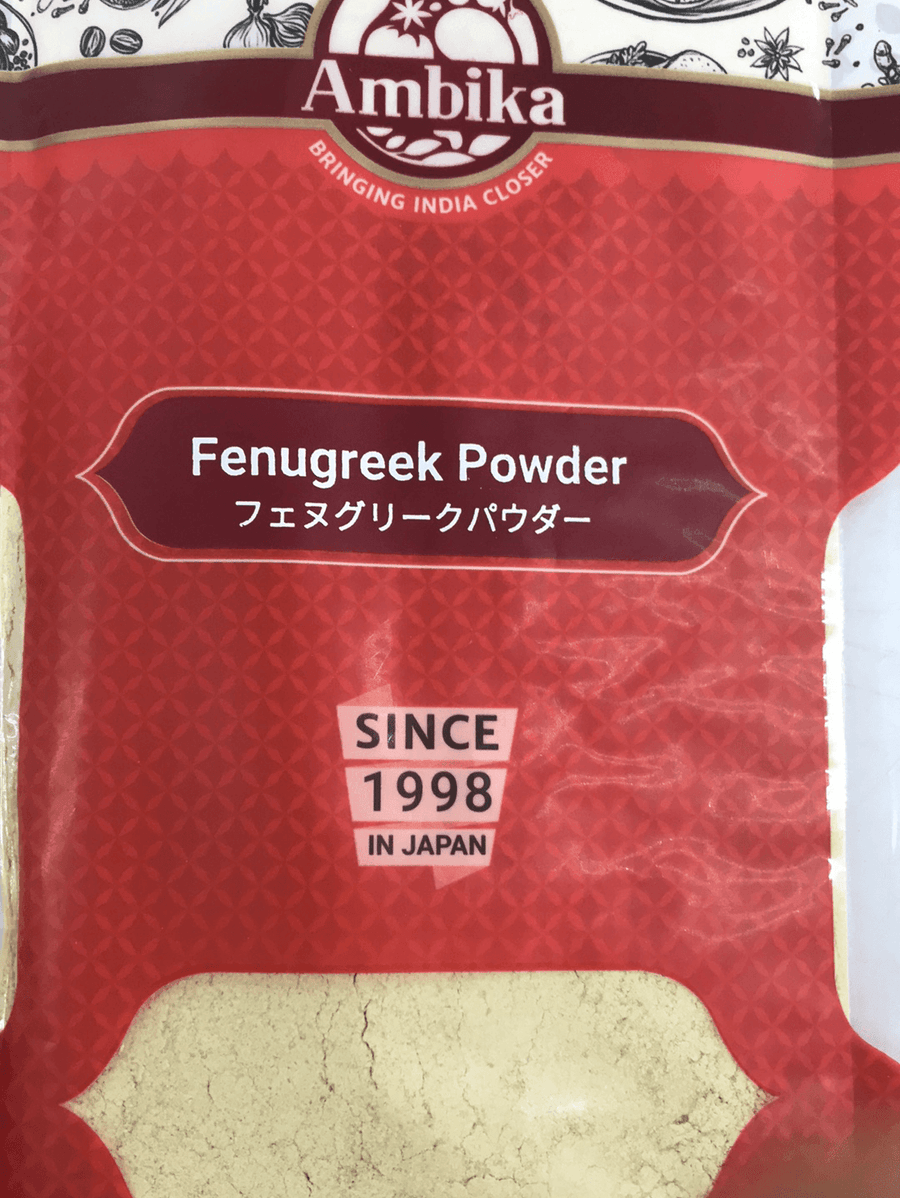 Ambika
BRINGING INDIA CLOSER
Fenugreek Powder
フェヌグリークパウダー
SINCE
1998
IN JAPAN